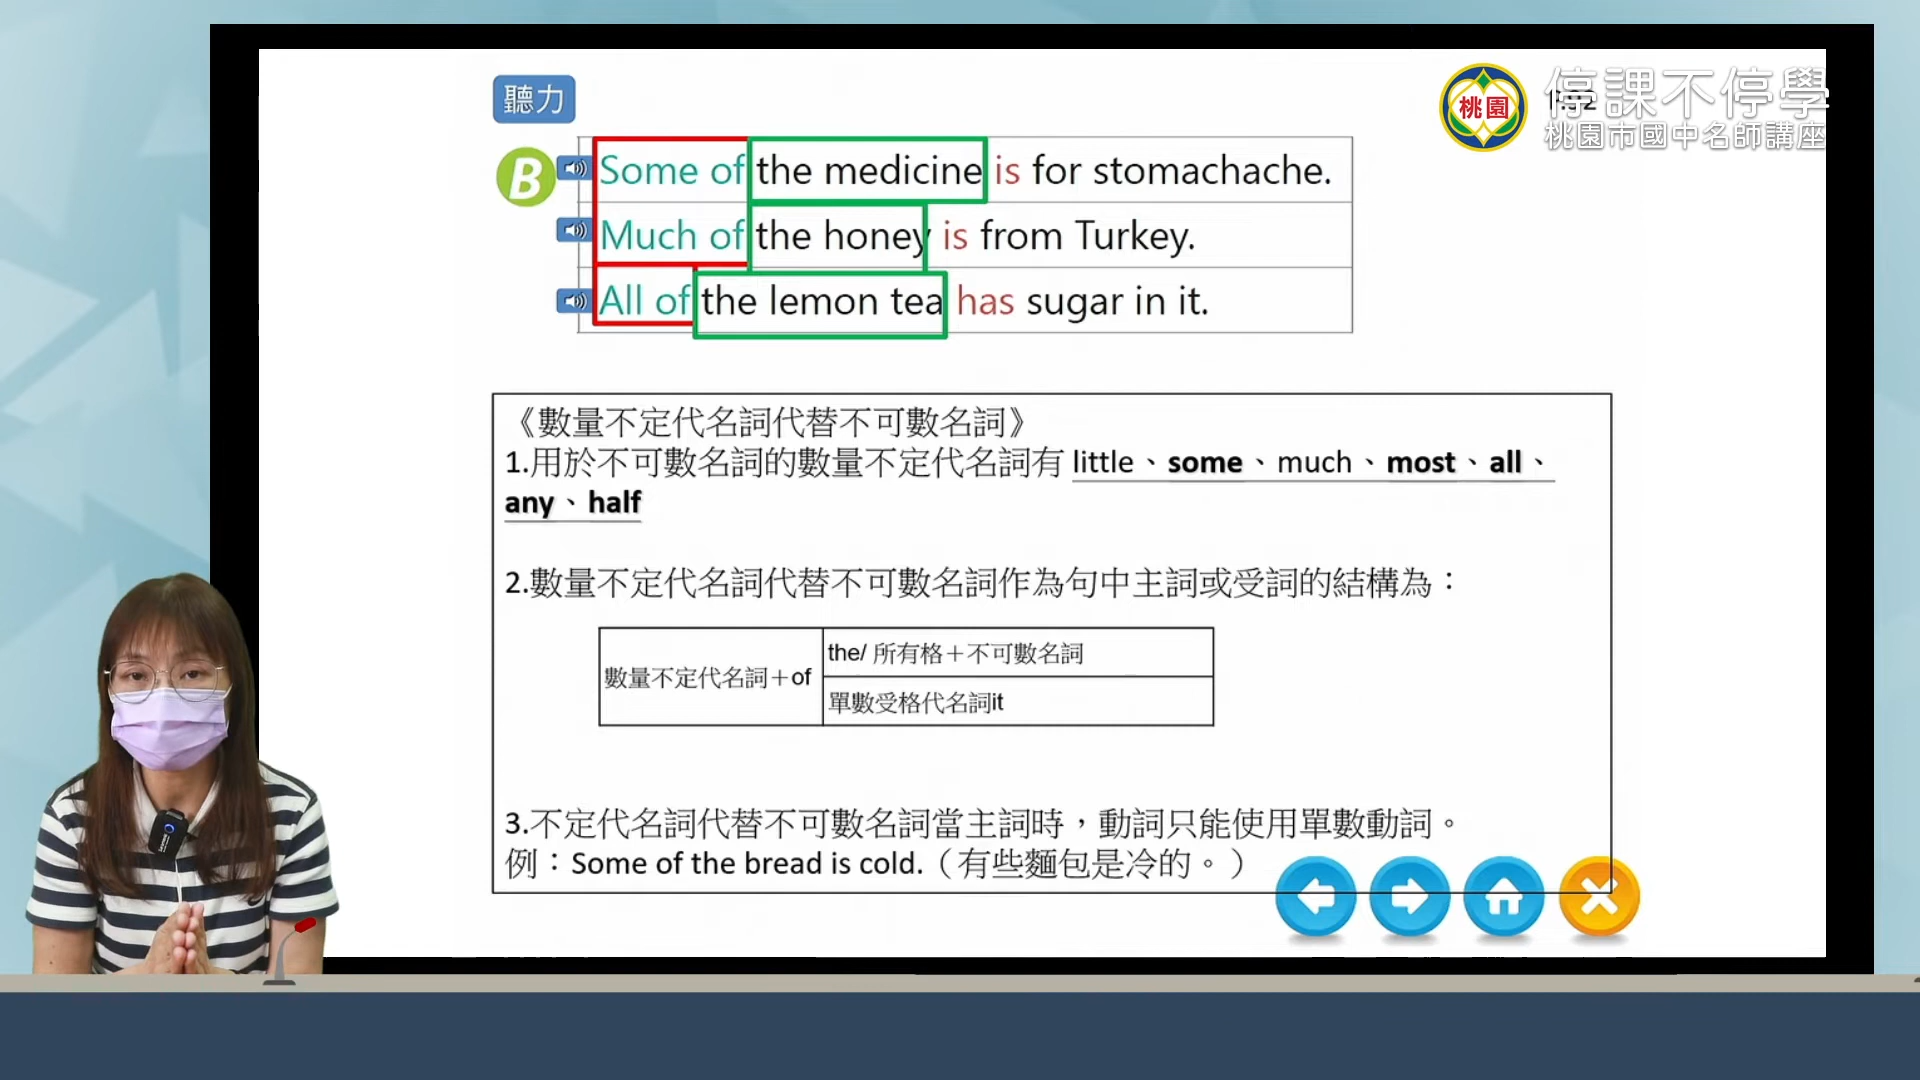 聽力
桃園
停課不停學
桃園市國中名師講座
B
Some of the medicine is for stomachache.
Much of the honey is from Turkey.
All of the lemon tea has sugar in it.
《數量不定代名詞代替不可數名詞》
1.用於不可數名詞的數量不定代名詞有 little、some、much、most、all、
any、half
2.數量不定代名詞代替不可數名詞作為句中主詞或受詞的結構為：
數量不定代名詞＋of
the/ 所有格＋不可數名詞
單數受格代名詞it
3.不定代名詞代替不可數名詞當主詞時，動詞只能使用單數動詞。
例：Some of the bread is cold.（有些麵包是冷的。）